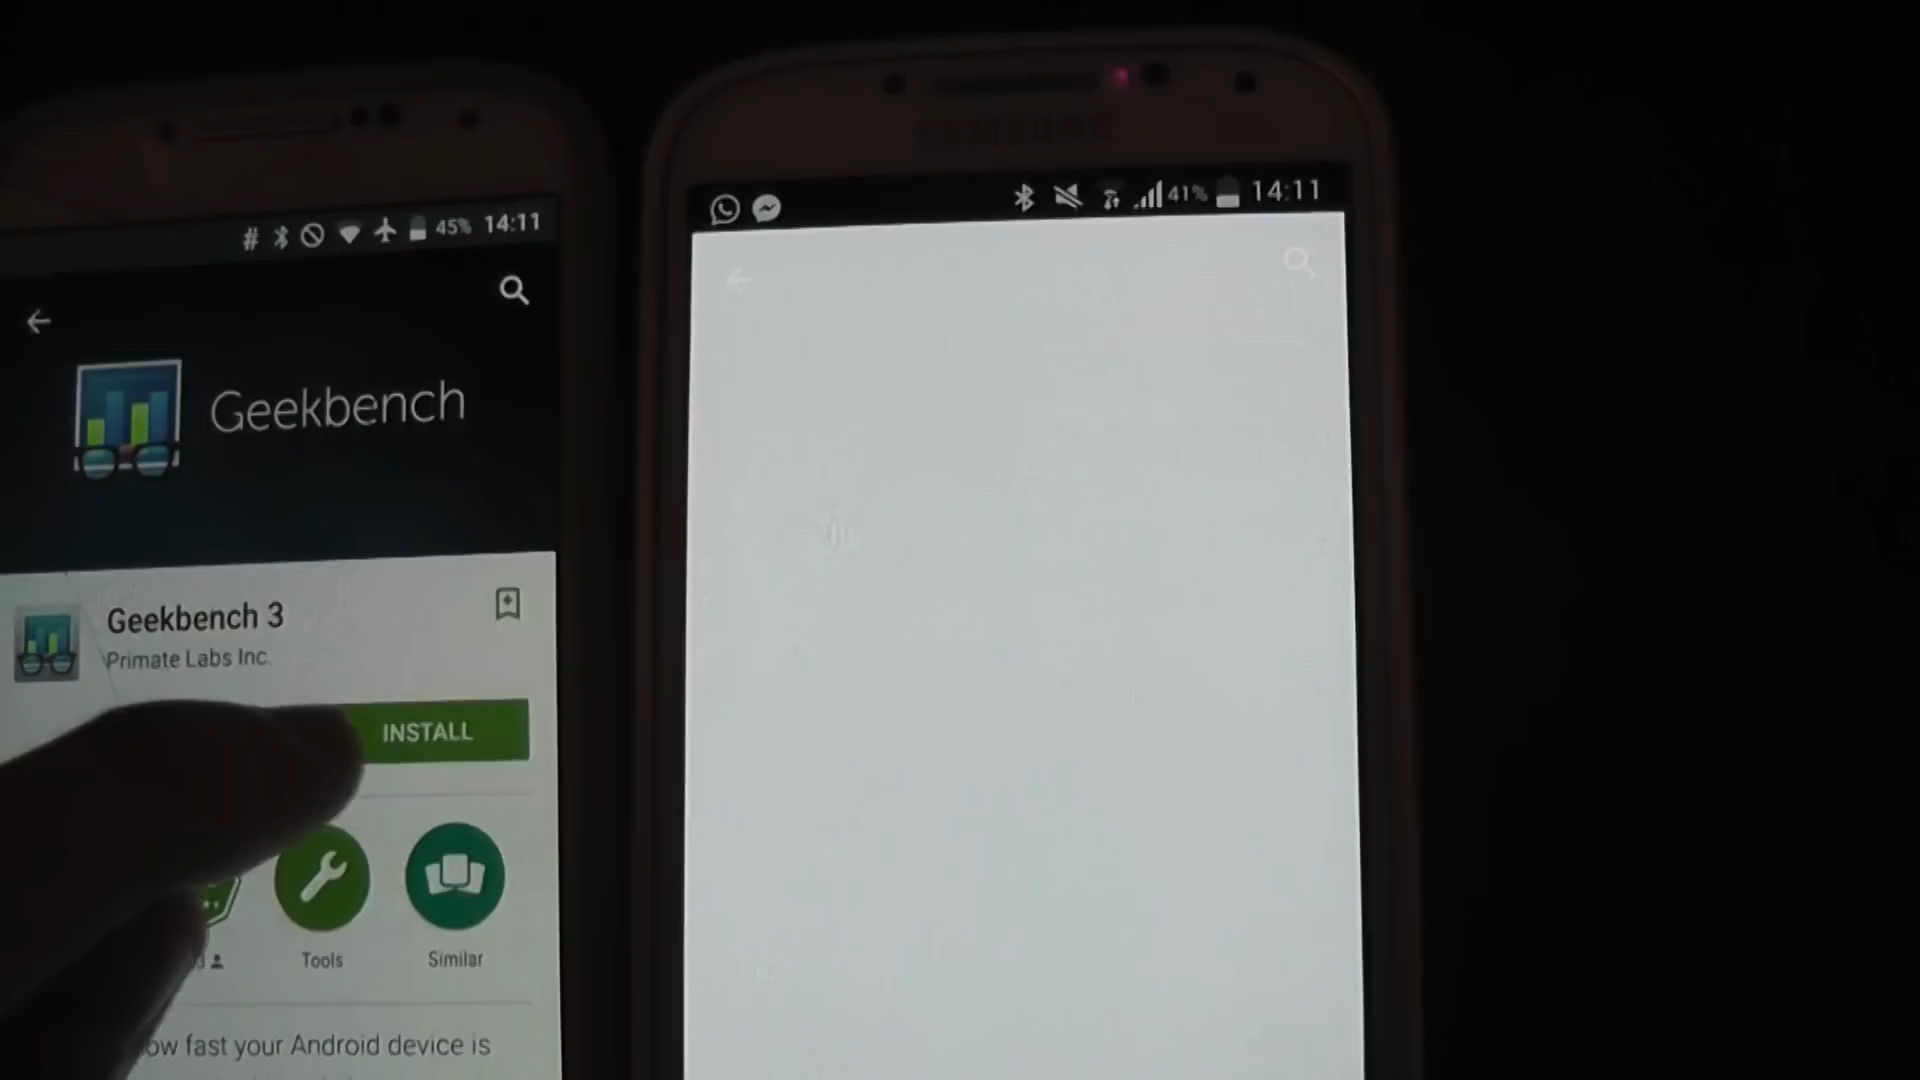 45% 14:11
Geekbench
Geekbench 3
Primate Labs Inc.
INSTALL
Tools
Similar
fast your Android device is
SAMSUNG
41% 14:11